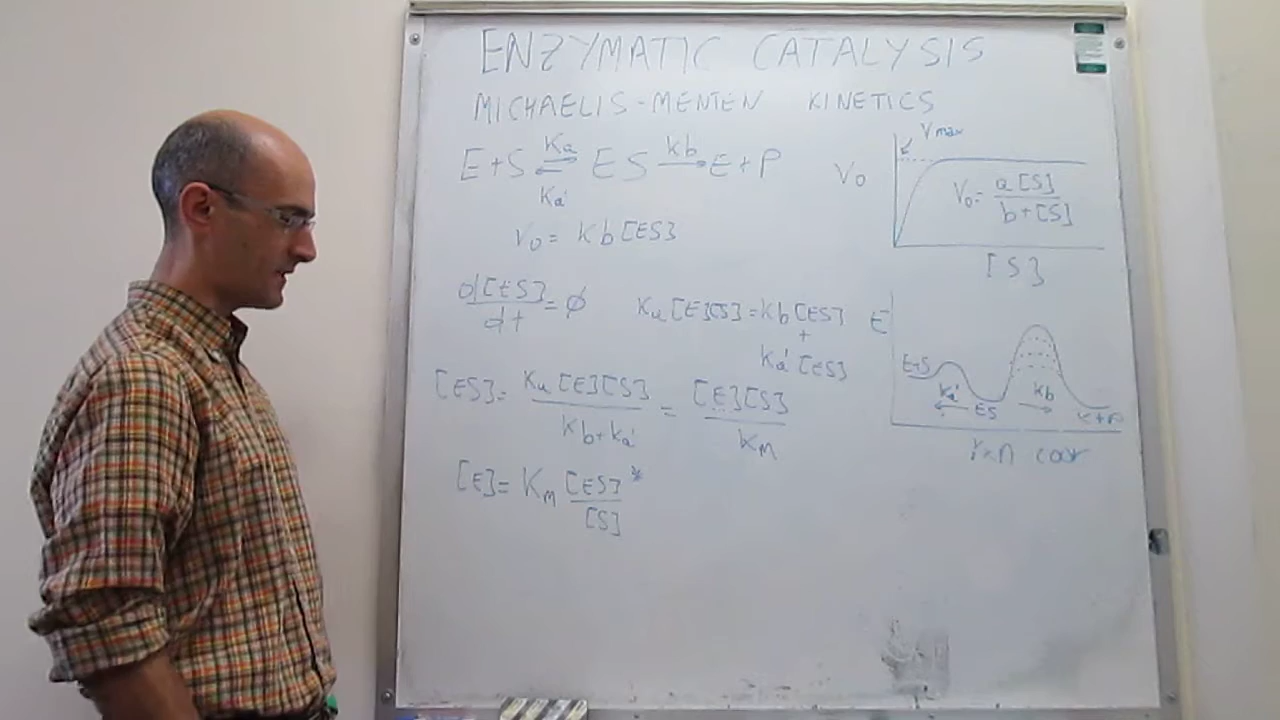 ENZYMATIC CATALYSIS
MICHAELIS-MENTEN KINETICS
E+S ⇌ ES → E+P
Ka
Ka'
kb
V0 = kb[ES]
d[ES]/dt = ϕ
Ka[E][S] = kb[ES]
+
Ka'[ES]
[ES] = Ka[E][S]/kb+ka' = [E][S]/KM
[E] = KM [ES]*/[S]
Vmax
V0
V0 = a[S]/b+[S]
[S]
E
E+S
Ka'
ES
kb
rxn coor